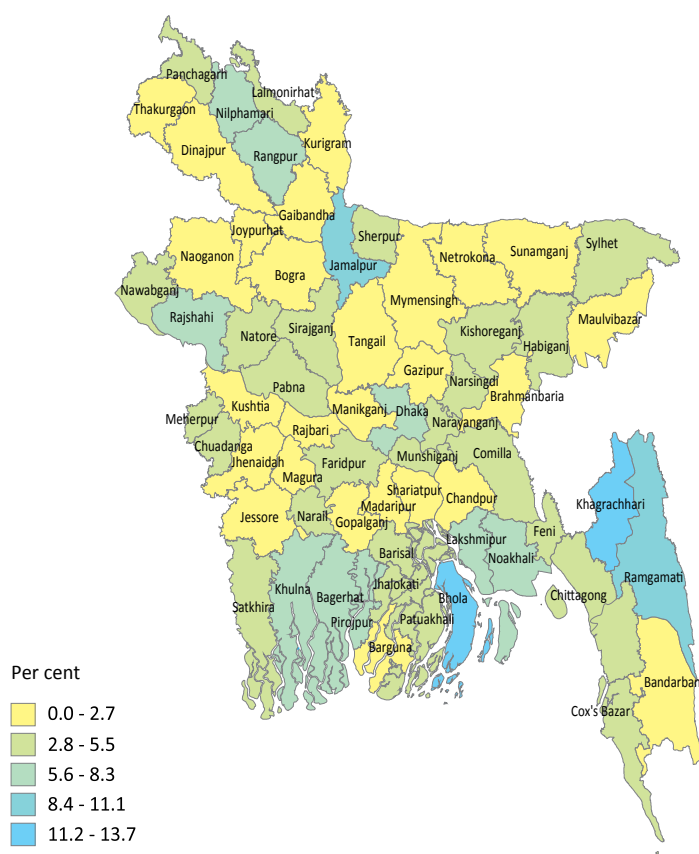 Panchagarh
Lalmonirhat
Thakurgaon
Nilphamari
Dinajpur
Rangpur
Kurigram
Gaibandha
Joypurhat
Sherpur
Naoganon
Bogra
Jamalpur
Netrokona
Sunamganj
Sylhet
Nawabganj
Mymensingh
Rajshahi
Natore
Sirajganj
Tangail
Kishoreganj
Habiganj
Maulvibazar
Gazipur
Pabna
Narsingdi
Brahmanbaria
Meherpur
Kushtia
Manikganj
Dhaka
Narayanganj
Rajbari
Chuadanga
Jhenaidah
Faridpur
Munshiganj
Comilla
Magura
Shariatpur
Chandpur
Khagrachhari
Jessore
Narail
Madaripur
Gopalganj
Feni
Lakshmipur
Barisal
Noakhali
Ramgamati
Khulna
Jhalokati
Bhola
Chittagong
Satkhira
Bagerhat
Pirojpur
Patuakhali
Barguna
Bandarban
Cox's Bazar
Per cent
0.0 - 2.7
2.8 - 5.5
5.6 - 8.3
8.4 - 11.1
11.2 - 13.7